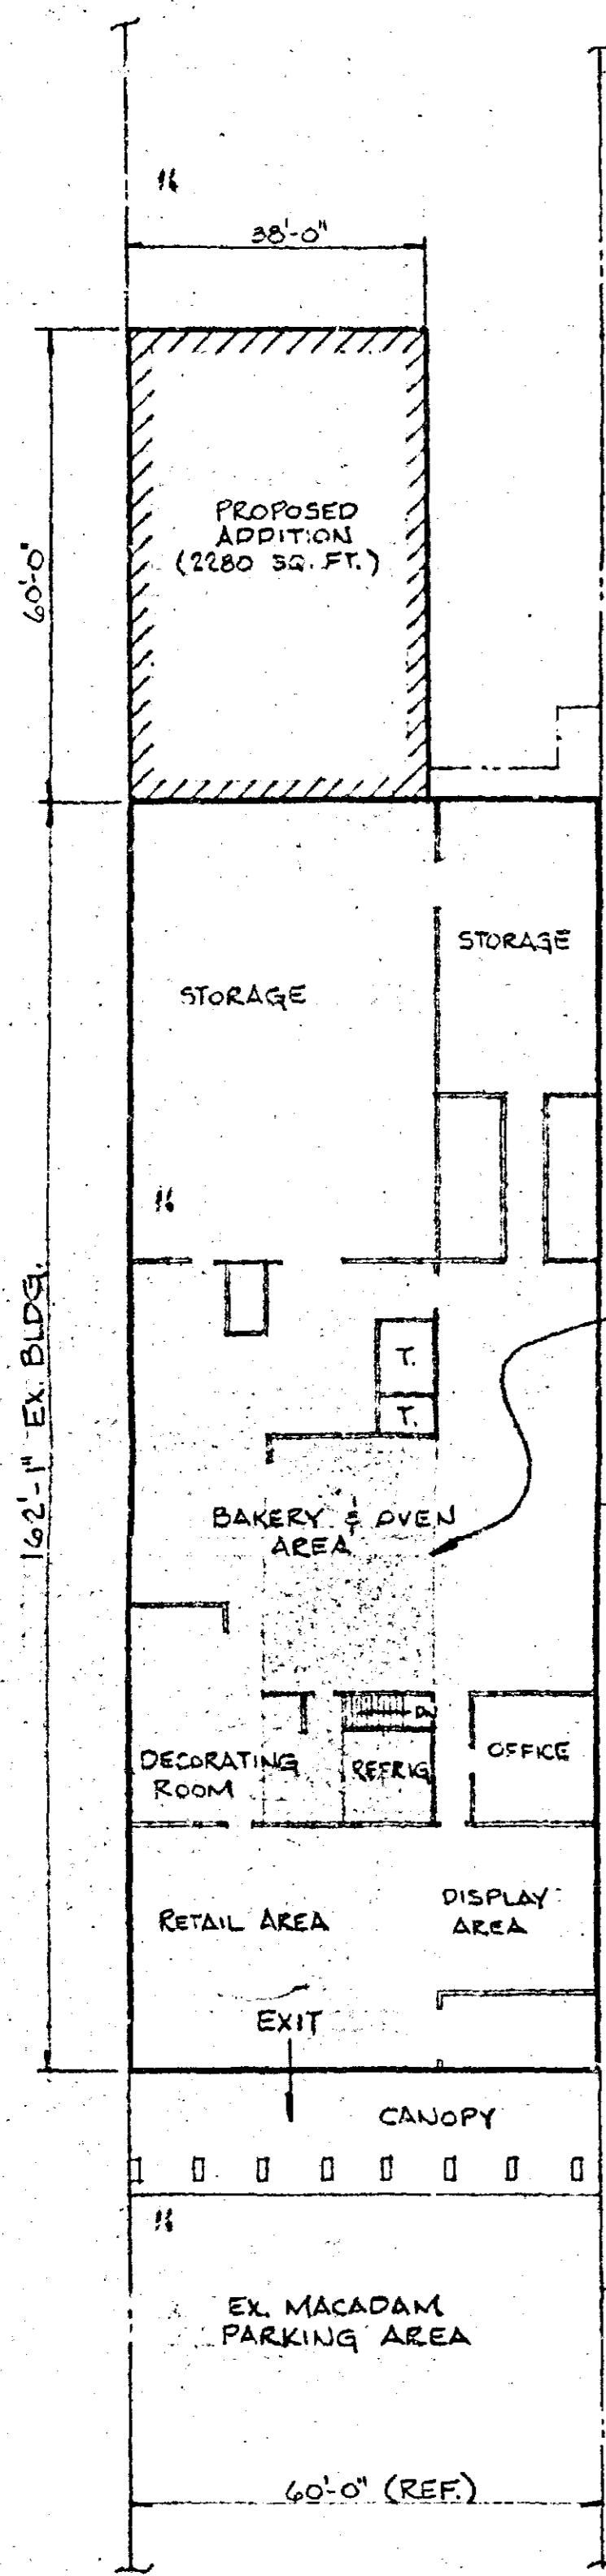 38'-0"
60'-0"
PROPOSED
ADDITION
(2280 SQ. FT.)
STORAGE
STORAGE
162'-1" EX. BLDG.
T.
T.
BAKERY & OVEN
AREA
DECORATING
ROOM
REFRIG
OFFICE
RETAIL AREA
DISPLAY
AREA
EXIT
CANOPY
EX. MACADAM
PARKING AREA
60'-0" (REF.)